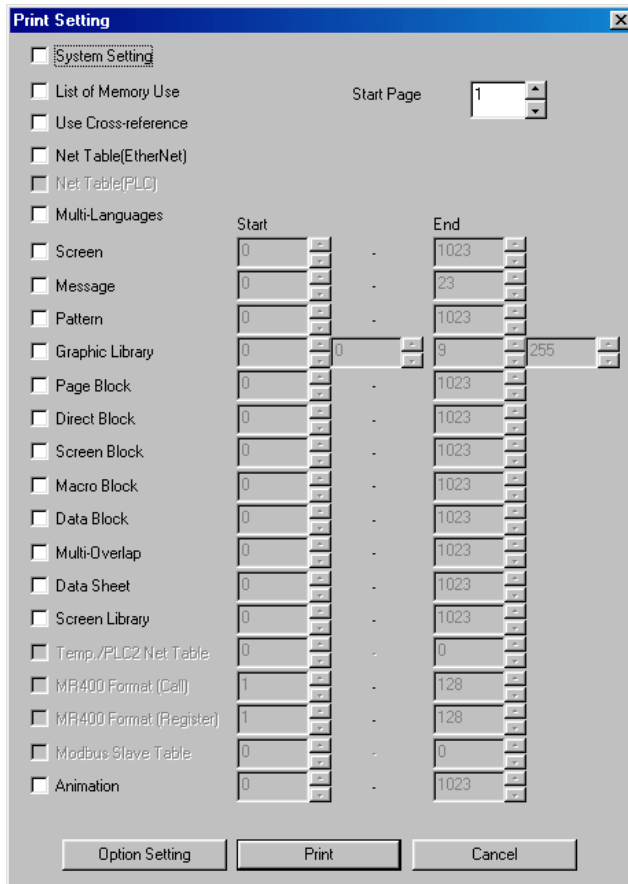 Print Setting
System Setting
List of Memory Use Start Page 1
Use Cross-reference
Net Table(EtherNet)
Net Table(PLC)
Multi-Languages Start End
Screen 0 - 1023
Message 0 - 23
Pattern 0 - 1023
Graphic Library 0 0 9 255
Page Block 0 - 1023
Direct Block 0 - 1023
Screen Block 0 - 1023
Macro Block 0 - 1023
Data Block 0 - 1023
Multi-Overlap 0 - 1023
Data Sheet 0 - 1023
Screen Library 0 - 1023
Temp./PLC2 Net Table 0 - 0
MR400 Format (Call) 1 - 128
MR400 Format (Register) 1 - 128
Modbus Slave Table 0 - 0
Animation 0 - 1023
Option Setting Print Cancel